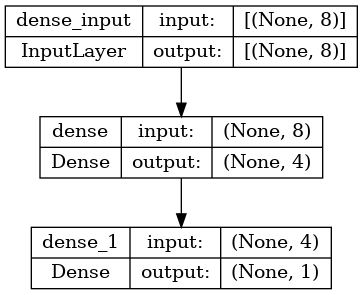 dense_input input: [(None, 8)]
InputLayer output: [(None, 8)]
dense input: (None, 8)
Dense output: (None, 4)
dense_1 input: (None, 4)
Dense output: (None, 1)